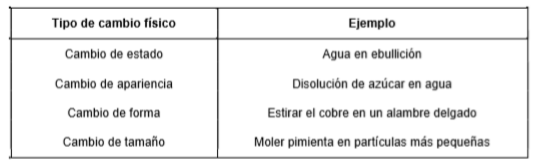 Tipo de cambio físico Ejemplo
Cambio de estado Agua en ebullición
Cambio de apariencia Disolución de azúcar en agua
Cambio de forma Estirar el cobre en un alambre delgado
Cambio de tamaño Moler pimienta en partículas más pequeñas